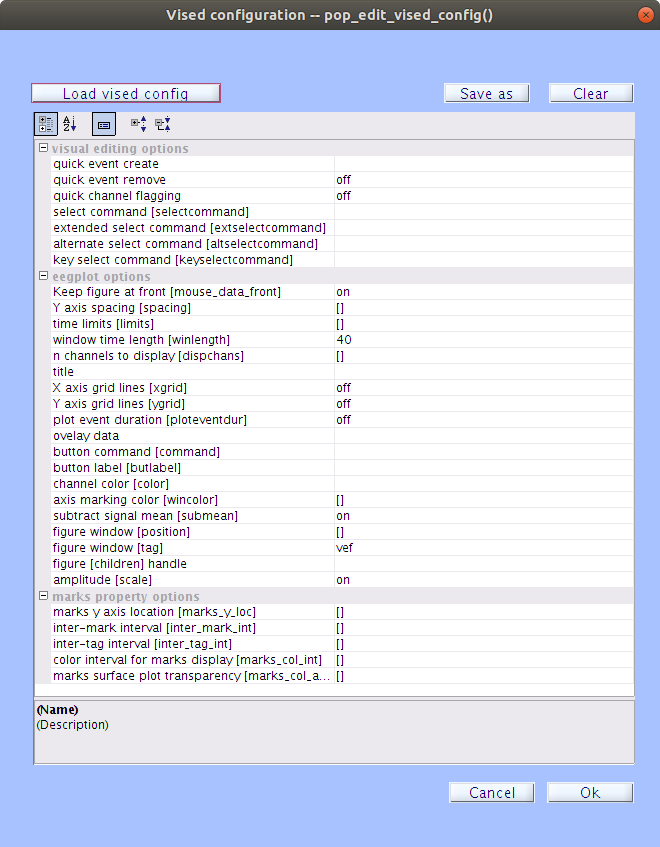 Vised configuration -- pop_edit_vised_config()
Load vised config
Save as
Clear
visual editing options
quick event create
quick event remove off
quick channel flagging off
select command [selectcommand]
extended select command [extselectcommand]
alternate select command [altselectcommand]
key select command [keyselectcommand]
eegplot options
Keep figure at front [mouse_data_front] on
Y axis spacing [spacing] []
time limits [limits] []
window time length [winlength] 40
n channels to display [dispchans] []
title
X axis grid lines [xgrid] off
Y axis grid lines [ygrid] off
plot event duration [ploteventdur] off
ovelay data
button command [command]
button label [butlabel]
channel color [color]
axis marking color [wincolor] []
subtract signal mean [submean] on
figure window [position] []
figure window [tag] vef
figure [children] handle
amplitude [scale] on
marks property options
marks y axis location [marks_y_loc] []
inter-mark interval [inter_mark_int] []
inter-tag interval [inter_tag_int] []
color interval for marks display [marks_col_int] []
marks surface plot transparency [marks_col_a... []
(Name)
(Description)
Cancel
Ok